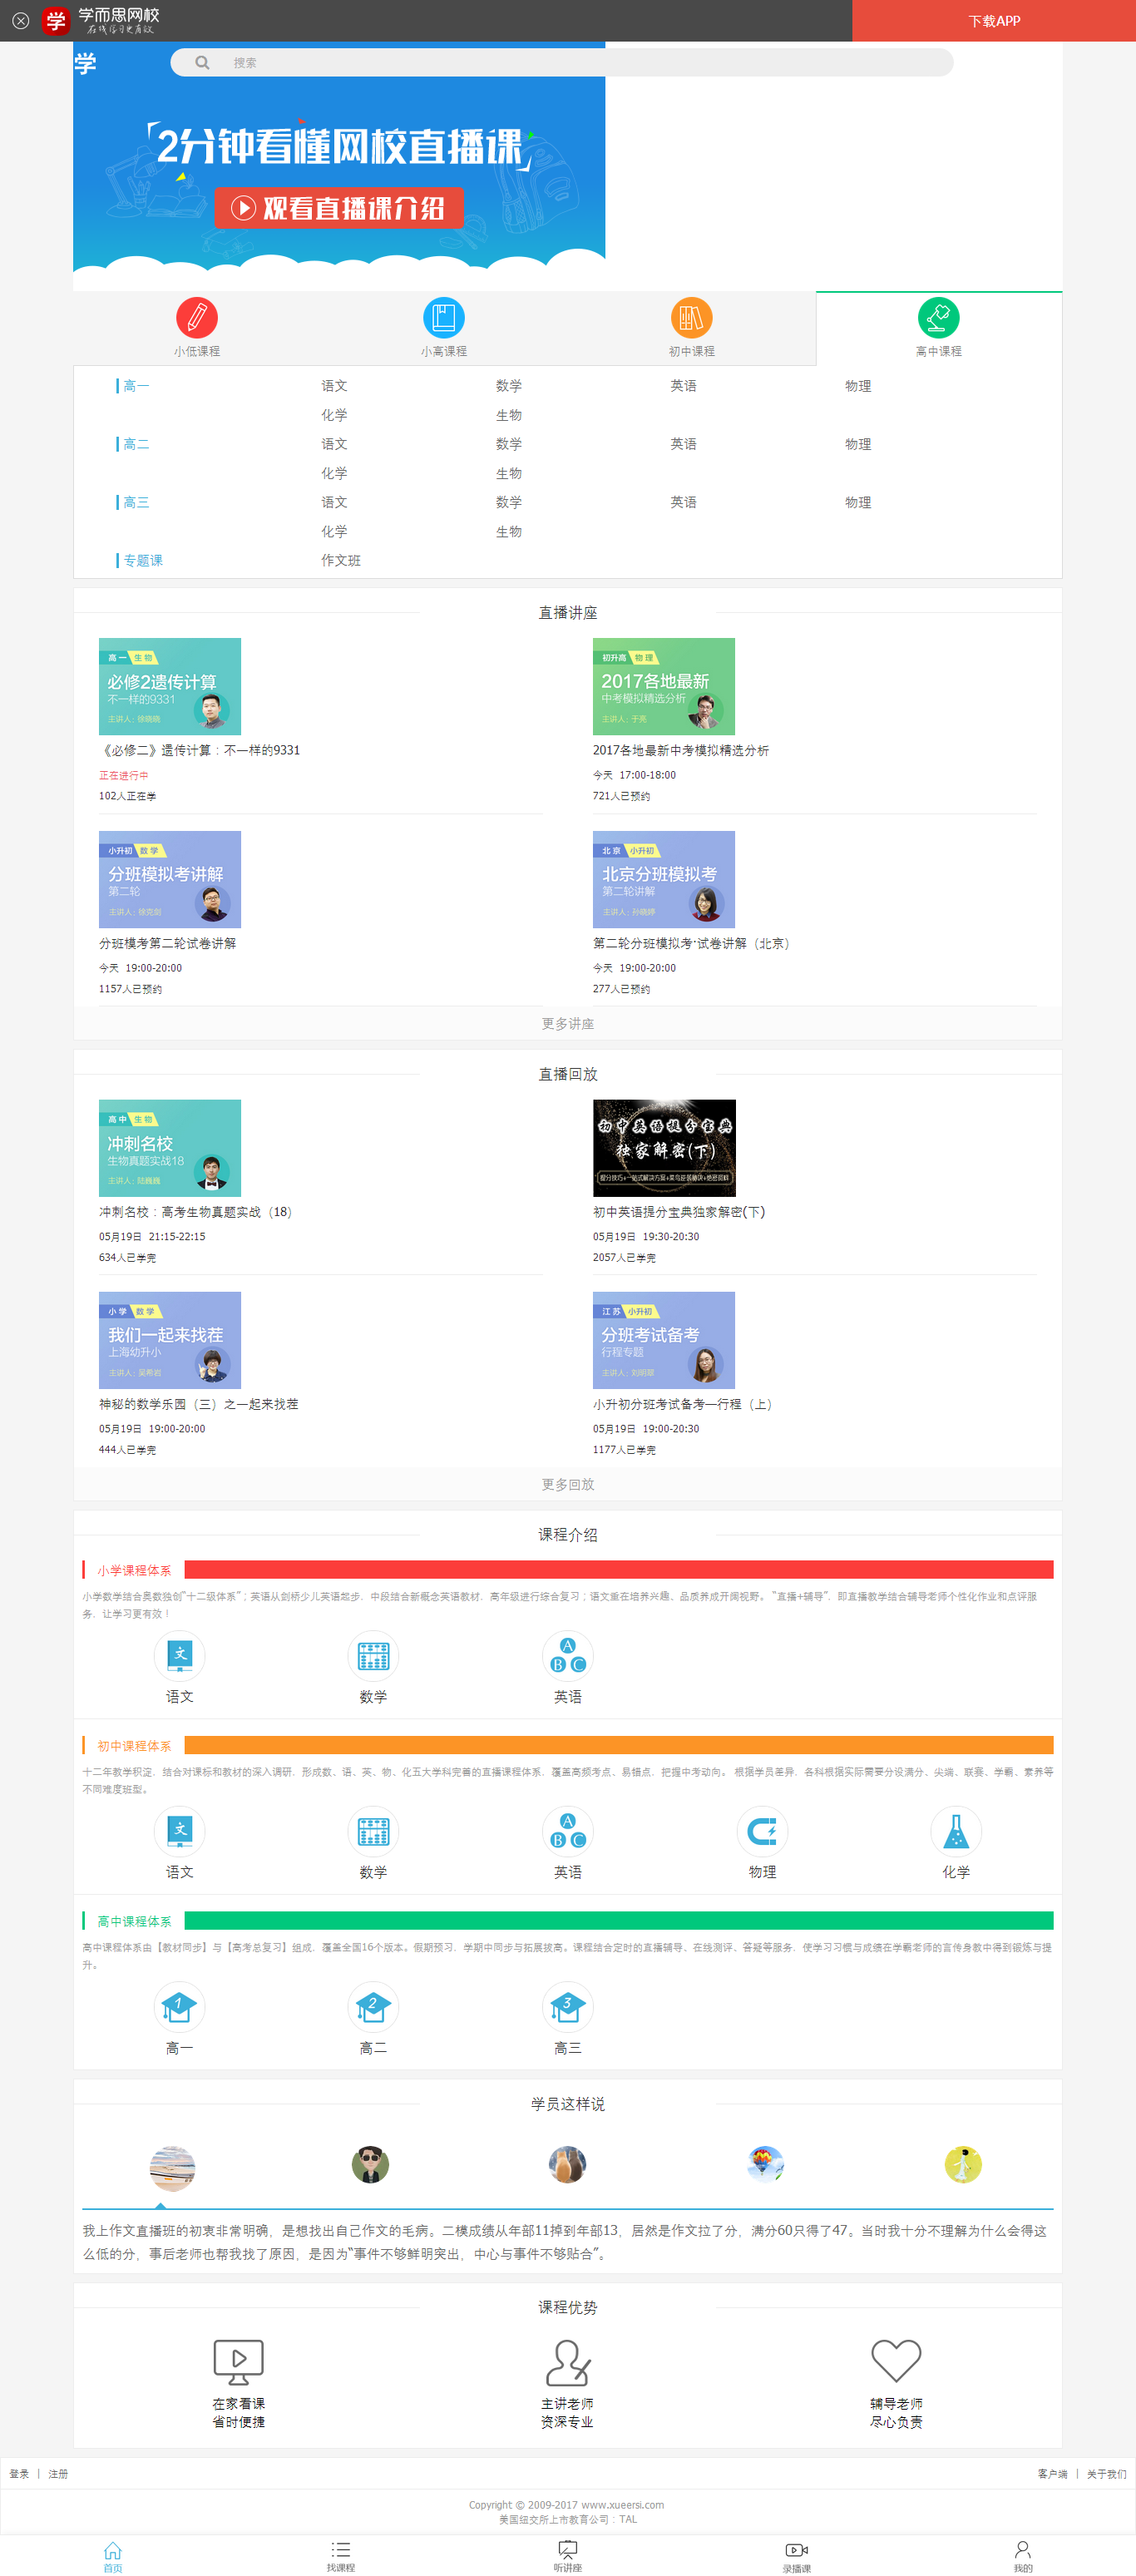 学 学而思网校
在线学习更有效
下载APP
学 搜索
2分钟看懂网校直播课
观看直播课介绍
小低课程 小高课程 初中课程 高中课程
高一 语文 数学 英语 物理
化学 生物
高二 语文 数学 英语 物理
化学 生物
高三 语文 数学 英语 物理
化学 生物
专题课 作文班
直播讲座
高一 生物
必修2遗传计算
不一样的9331
主讲人:徐晓晓
《必修二》遗传计算:不一样的9331
正在进行中
102人正在学
初升高 物理
2017各地最新
中考模拟精选分析
主讲人:于亮
2017各地最新中考模拟精选分析
今天 17:00-18:00
721人已预约
小升初 数学
分班模拟考讲解
第二轮
主讲人:徐克剑
分班模考第二轮试卷讲解
今天 19:00-20:00
1157人已预约
北京 小升初
北京分班模拟考
第二轮讲解
主讲人:孙晓婷
第二轮分班模拟考·试卷讲解（北京）
今天 19:00-20:00
277人已预约
更多讲座
直播回放
高中 生物
冲刺名校
生物真题实战18
主讲人:陆巍巍
冲刺名校:高考生物真题实战（18）
05月19日 21:15-22:15
634人已学完
初中英语提分宝典
独家解密(下)
初中英语提分宝典独家解密(下)
05月19日 19:30-20:30
2057人已学完
小学 数学
我们一起来找茬
上海幼升小
主讲人:吴希岩
神秘的数学乐园（三）之一起来找茬
05月19日 19:00-20:00
444人已学完
江苏 小升初
分班考试备考
行程专题
小升初分班考试备考—行程（上）
05月19日 19:00-20:30
1177人已学完
更多回放
课程介绍
小学课程体系
小学数学结合奥数独创“十二级体系”；英语从剑桥少儿英语起步，中段结合新概念英语教材，高年级进行综合复习；语文重在培养兴趣、品质养成开阔视野。 “直播+辅导”，即直播教学结合辅导老师个性化作业和点评服
务，让学习更有效！
文 A B C
语文 数学 英语
初中课程体系
十二年教学积淀，结合对课标和教材的深入调研，形成数、语、英、物、化五大学科完善的直播课程体系，覆盖高频考点、易错点，把握中考动向。 根据学员差异，各科根据实际需要分设满分、尖端、联赛、学霸、素养等
不同难度班型。
文 A B C
语文 数学 英语 物理 化学
高中课程体系
高中课程体系由【教材同步】与【高考总复习】组成，覆盖全国16个版本。假期预习，学期中同步与拓展拔高。课程结合定时的直播辅导、在线测评、答疑等服务，使学习习惯与成绩在学霸老师的言传身教中得到锻炼与提
升。
1 2 3
高一 高二 高三
学员这样说
我上作文直播班的初衷非常明确，是想找出自己作文的毛病。二模成绩从年部11掉到年部13，居然是作文拉了分，满分60只得了47。当时我十分不理解为什么会得这
么低的分，事后老师也帮我找了原因，是因为“事件不够鲜明突出，中心与事件不够贴合”。
课程优势
在家看课 主讲老师 辅导老师
省时便捷 资深专业 尽心负责
登录 | 注册 客户端 | 关于我们
Copyright © 2009-2017 www.xueersi.com
美国纽交所上市教育公司:TAL
首页 找课程 听讲座 录播课 我的